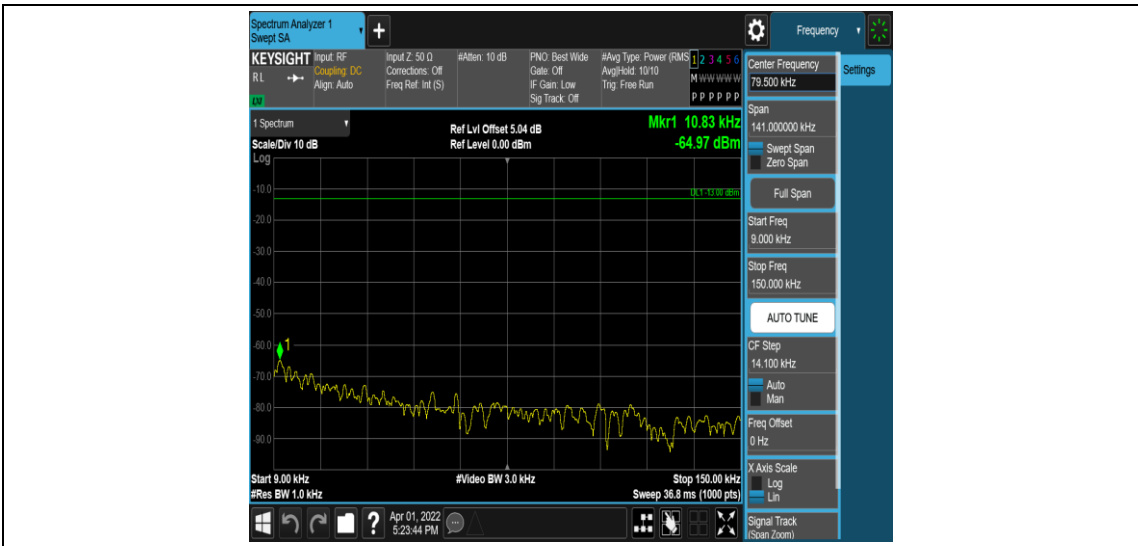 Spectrum Analyzer 1
Swept SA
Frequency
KEYSIGHT
RL
LXI
Input: RF
Coupling: DC
Align: Auto
Input Z: 50 Ω
Corrections: Off
Freq Ref: Int (S)
#Atten: 10 dB
PNO: Best Wide
Gate: Off
IF Gain: Low
Sig Track: Off
#Avg Type: Power (RMS
Avg|Hold: 10/10
Trig: Free Run
1 2 3 4 5 6
M W W W W W
P P P P P P
Center Frequency
79.500 kHz
Settings
Span
141.000000 kHz
Swept Span
Zero Span
Full Span
Start Freq
9.000 kHz
Stop Freq
150.000 kHz
AUTO TUNE
CF Step
14.100 kHz
Auto
Man
Freq Offset
0 Hz
X Axis Scale
Log
Lin
Signal Track
(Span Zoom)
1 Spectrum
Scale/Div 10 dB
Log
Ref Lvl Offset 5.04 dB
Ref Level 0.00 dBm
Mkr1 10.83 kHz
-64.97 dBm
DL1 -13.00 dBm
-10.0
-20.0
-30.0
-40.0
-50.0
-60.0
1
-70.0
-80.0
-90.0
Start 9.00 kHz
#Video BW 3.0 kHz
Stop 150.00 kHz
#Res BW 1.0 kHz
Sweep 36.8 ms (1000 pts)
?
Apr 01, 2022
5:23:44 PM